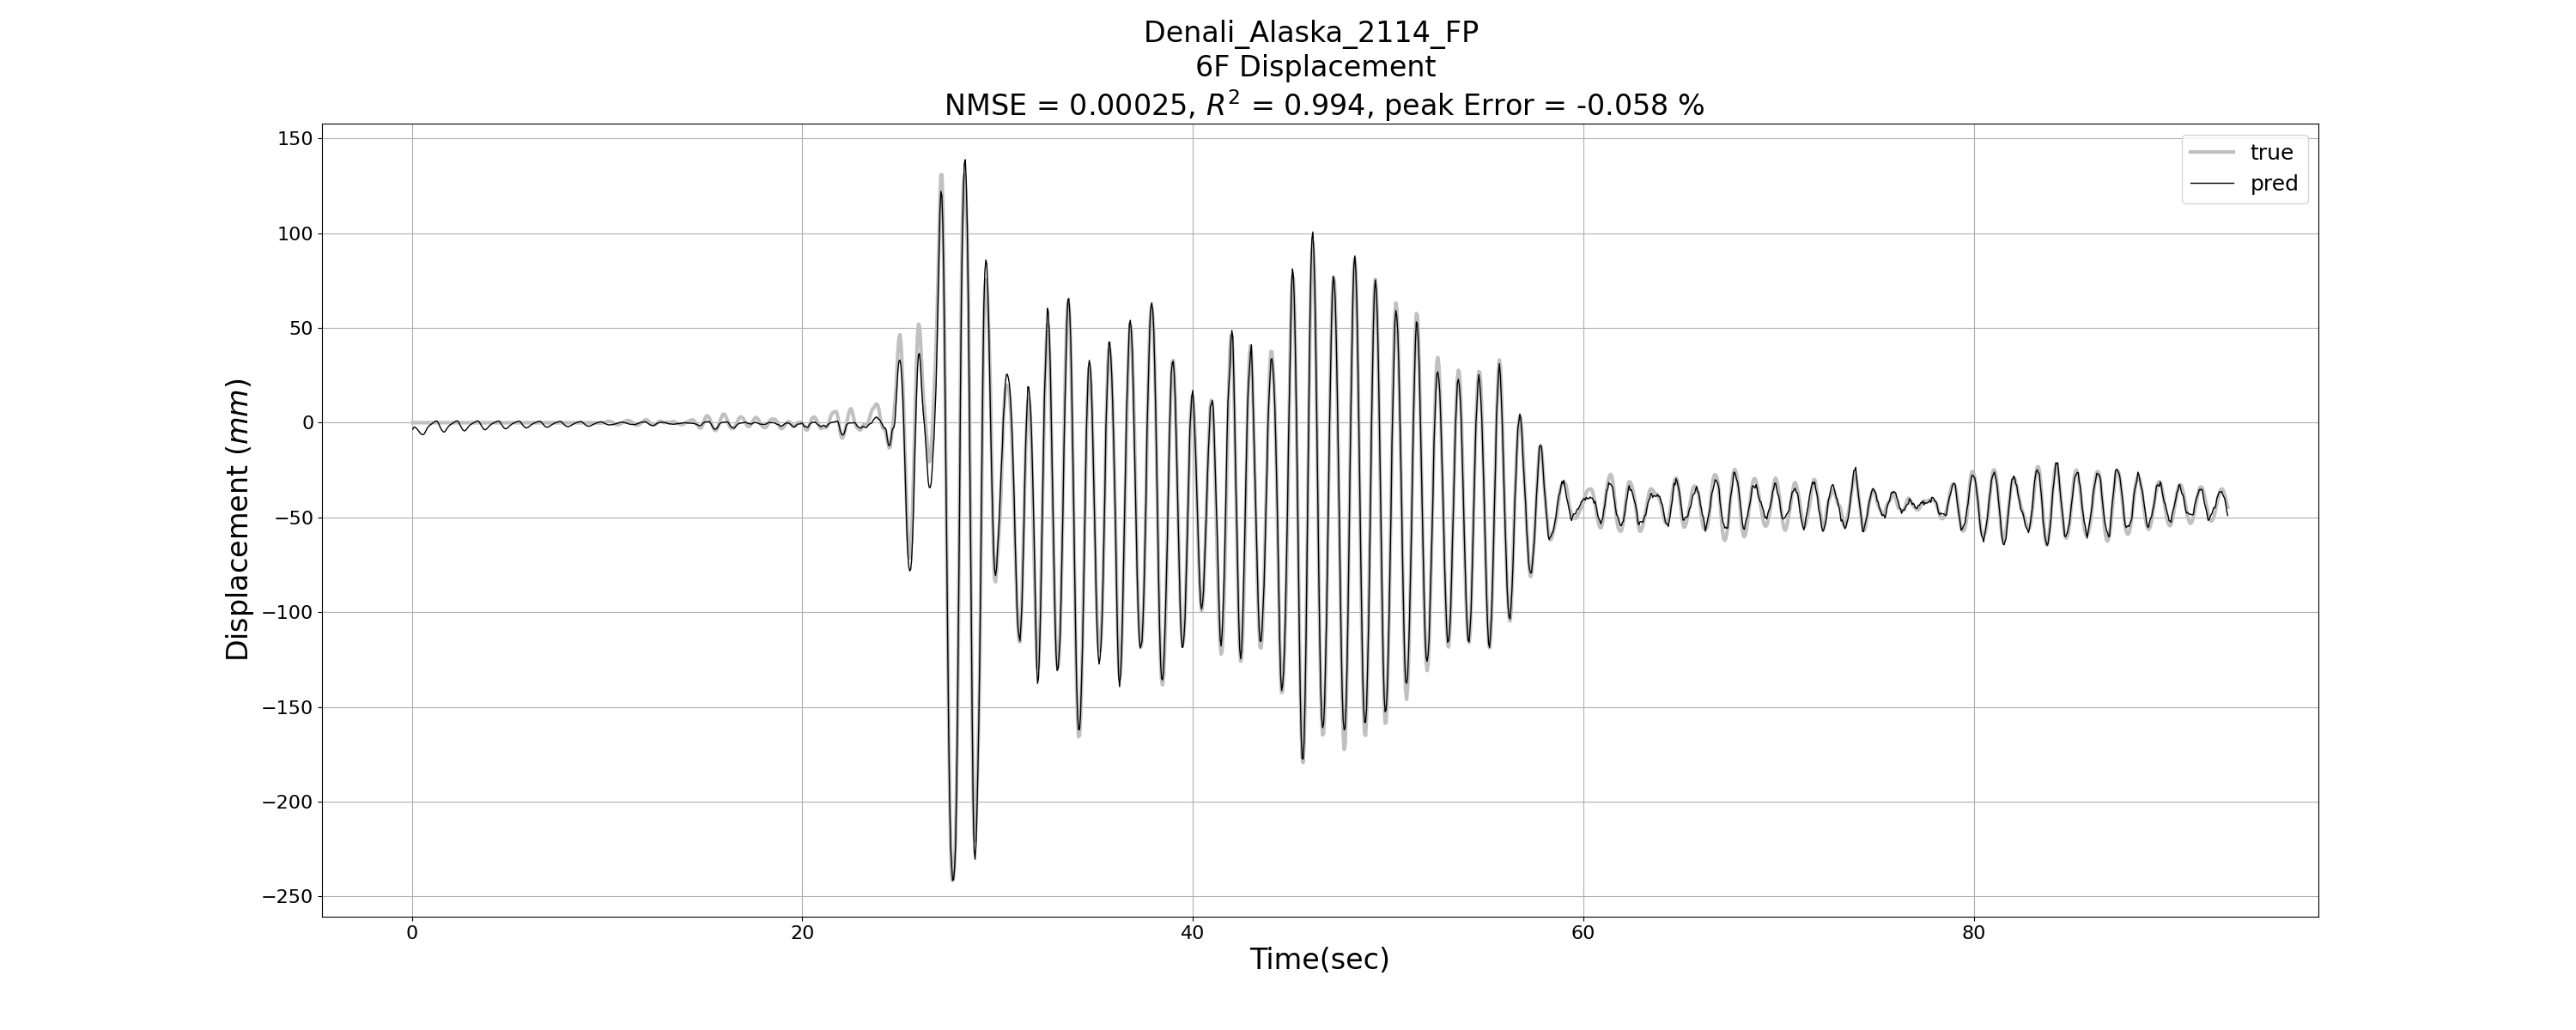 Denali_Alaska_2114_FP
6F Displacement
NMSE = 0.00025, R² = 0.994, peak Error = -0.058 %
true
pred
Displacement (mm)
150
100
50
0
−50
−100
−150
−200
−250
0 20 40 60 80
Time(sec)